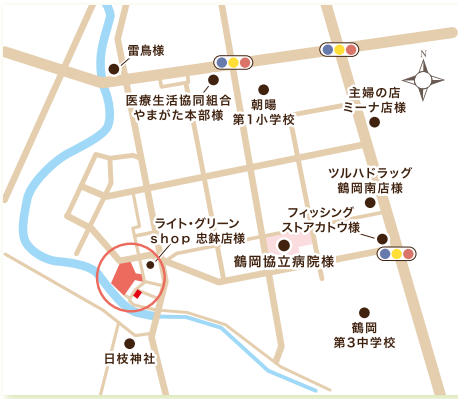 雷鳥様
N
医療生活協同組合
やまがた本部様
朝暘
第1小学校
主婦の店
ミーナ店様
ツルハドラッグ
鶴岡南店様
ライト・グリーン
shop 忠鉢店様
フィッシング
ストアカトウ様
鶴岡協立病院様
鶴岡
第3中学校
日枝神社